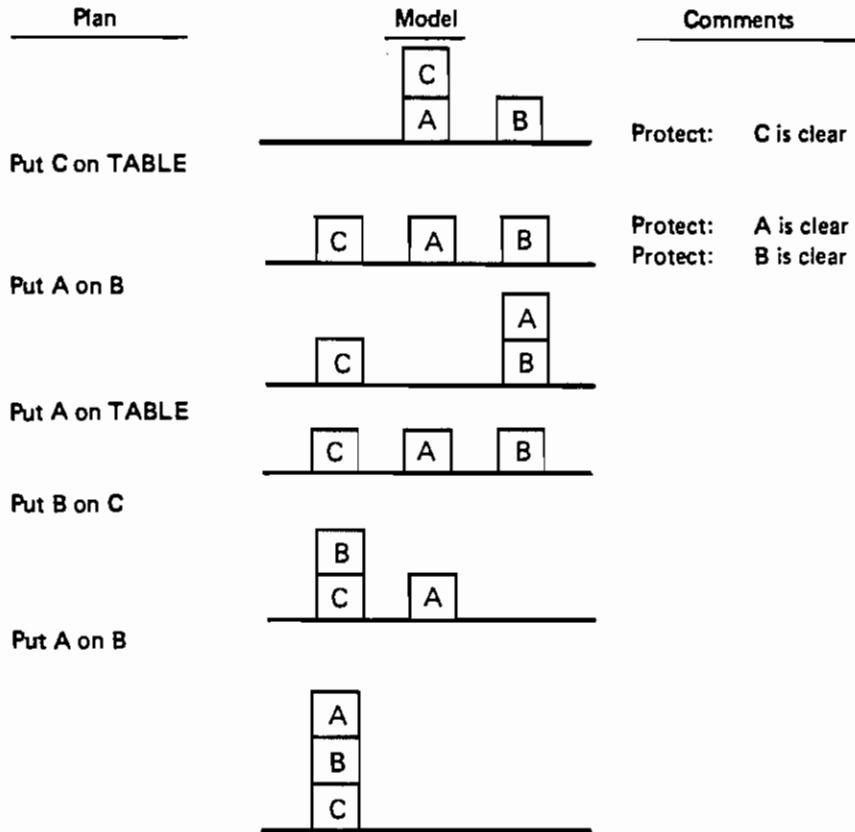 Plan Model Comments
C
A B
Protect: C is clear
Put C on TABLE
C A B
Protect: A is clear
Protect: B is clear
Put A on B
A
C B
Put A on TABLE
C A B
Put B on C
B
C A
Put A on B
A
B
C